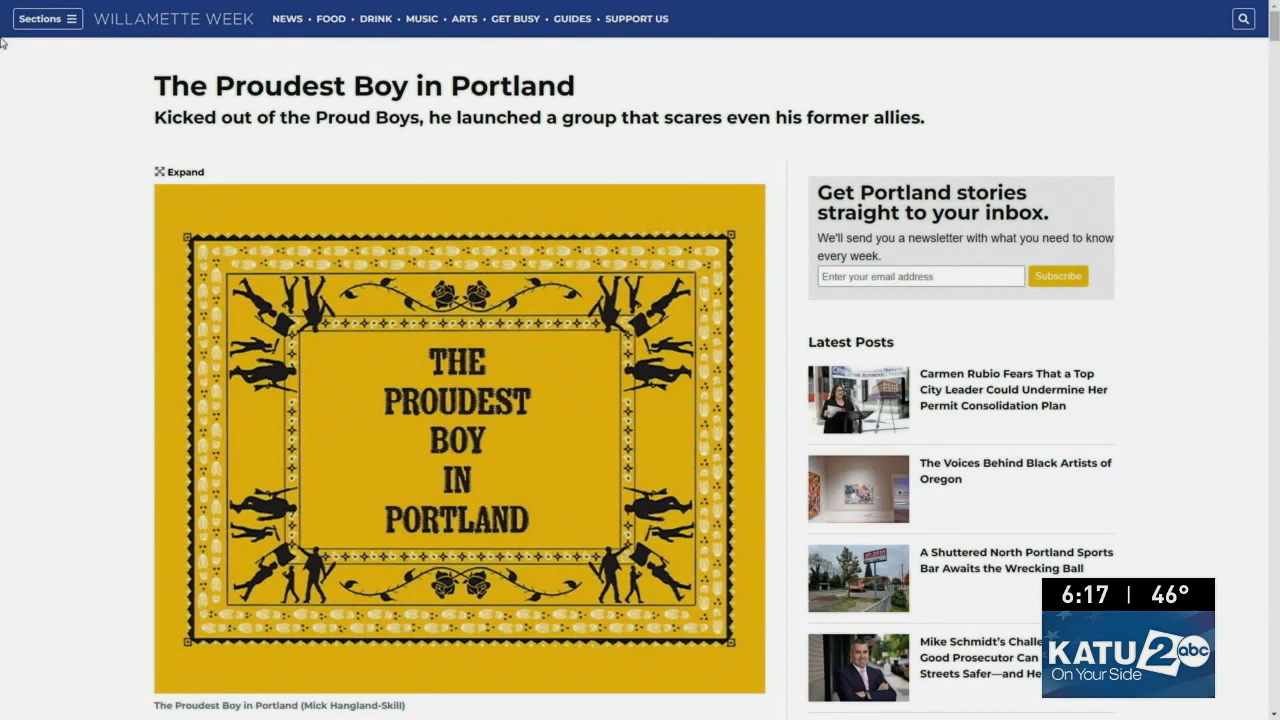 Sections
WILLAMETTE WEEK
NEWS • FOOD • DRINK • MUSIC • ARTS • GET BUSY • GUIDES • SUPPORT US
The Proudest Boy in Portland
Kicked out of the Proud Boys, he launched a group that scares even his former allies.
Expand
THE
PROUDEST
BOY
IN
PORTLAND
The Proudest Boy in Portland (Mick Hangland-Skill)
Get Portland stories
straight to your inbox.
We'll send you a newsletter with what you need to know
every week.
Enter your email address
Subscribe
Latest Posts
Carmen Rubio Fears That a Top
City Leader Could Undermine Her
Permit Consolidation Plan
The Voices Behind Black Artists of
Oregon
A Shuttered North Portland Sports
Bar Awaits the Wrecking Ball
Mike Schmidt's Challe
Good Prosecutor Can
Streets Safer—and He
6:17 | 46°
KATU 2 abc
On Your Side